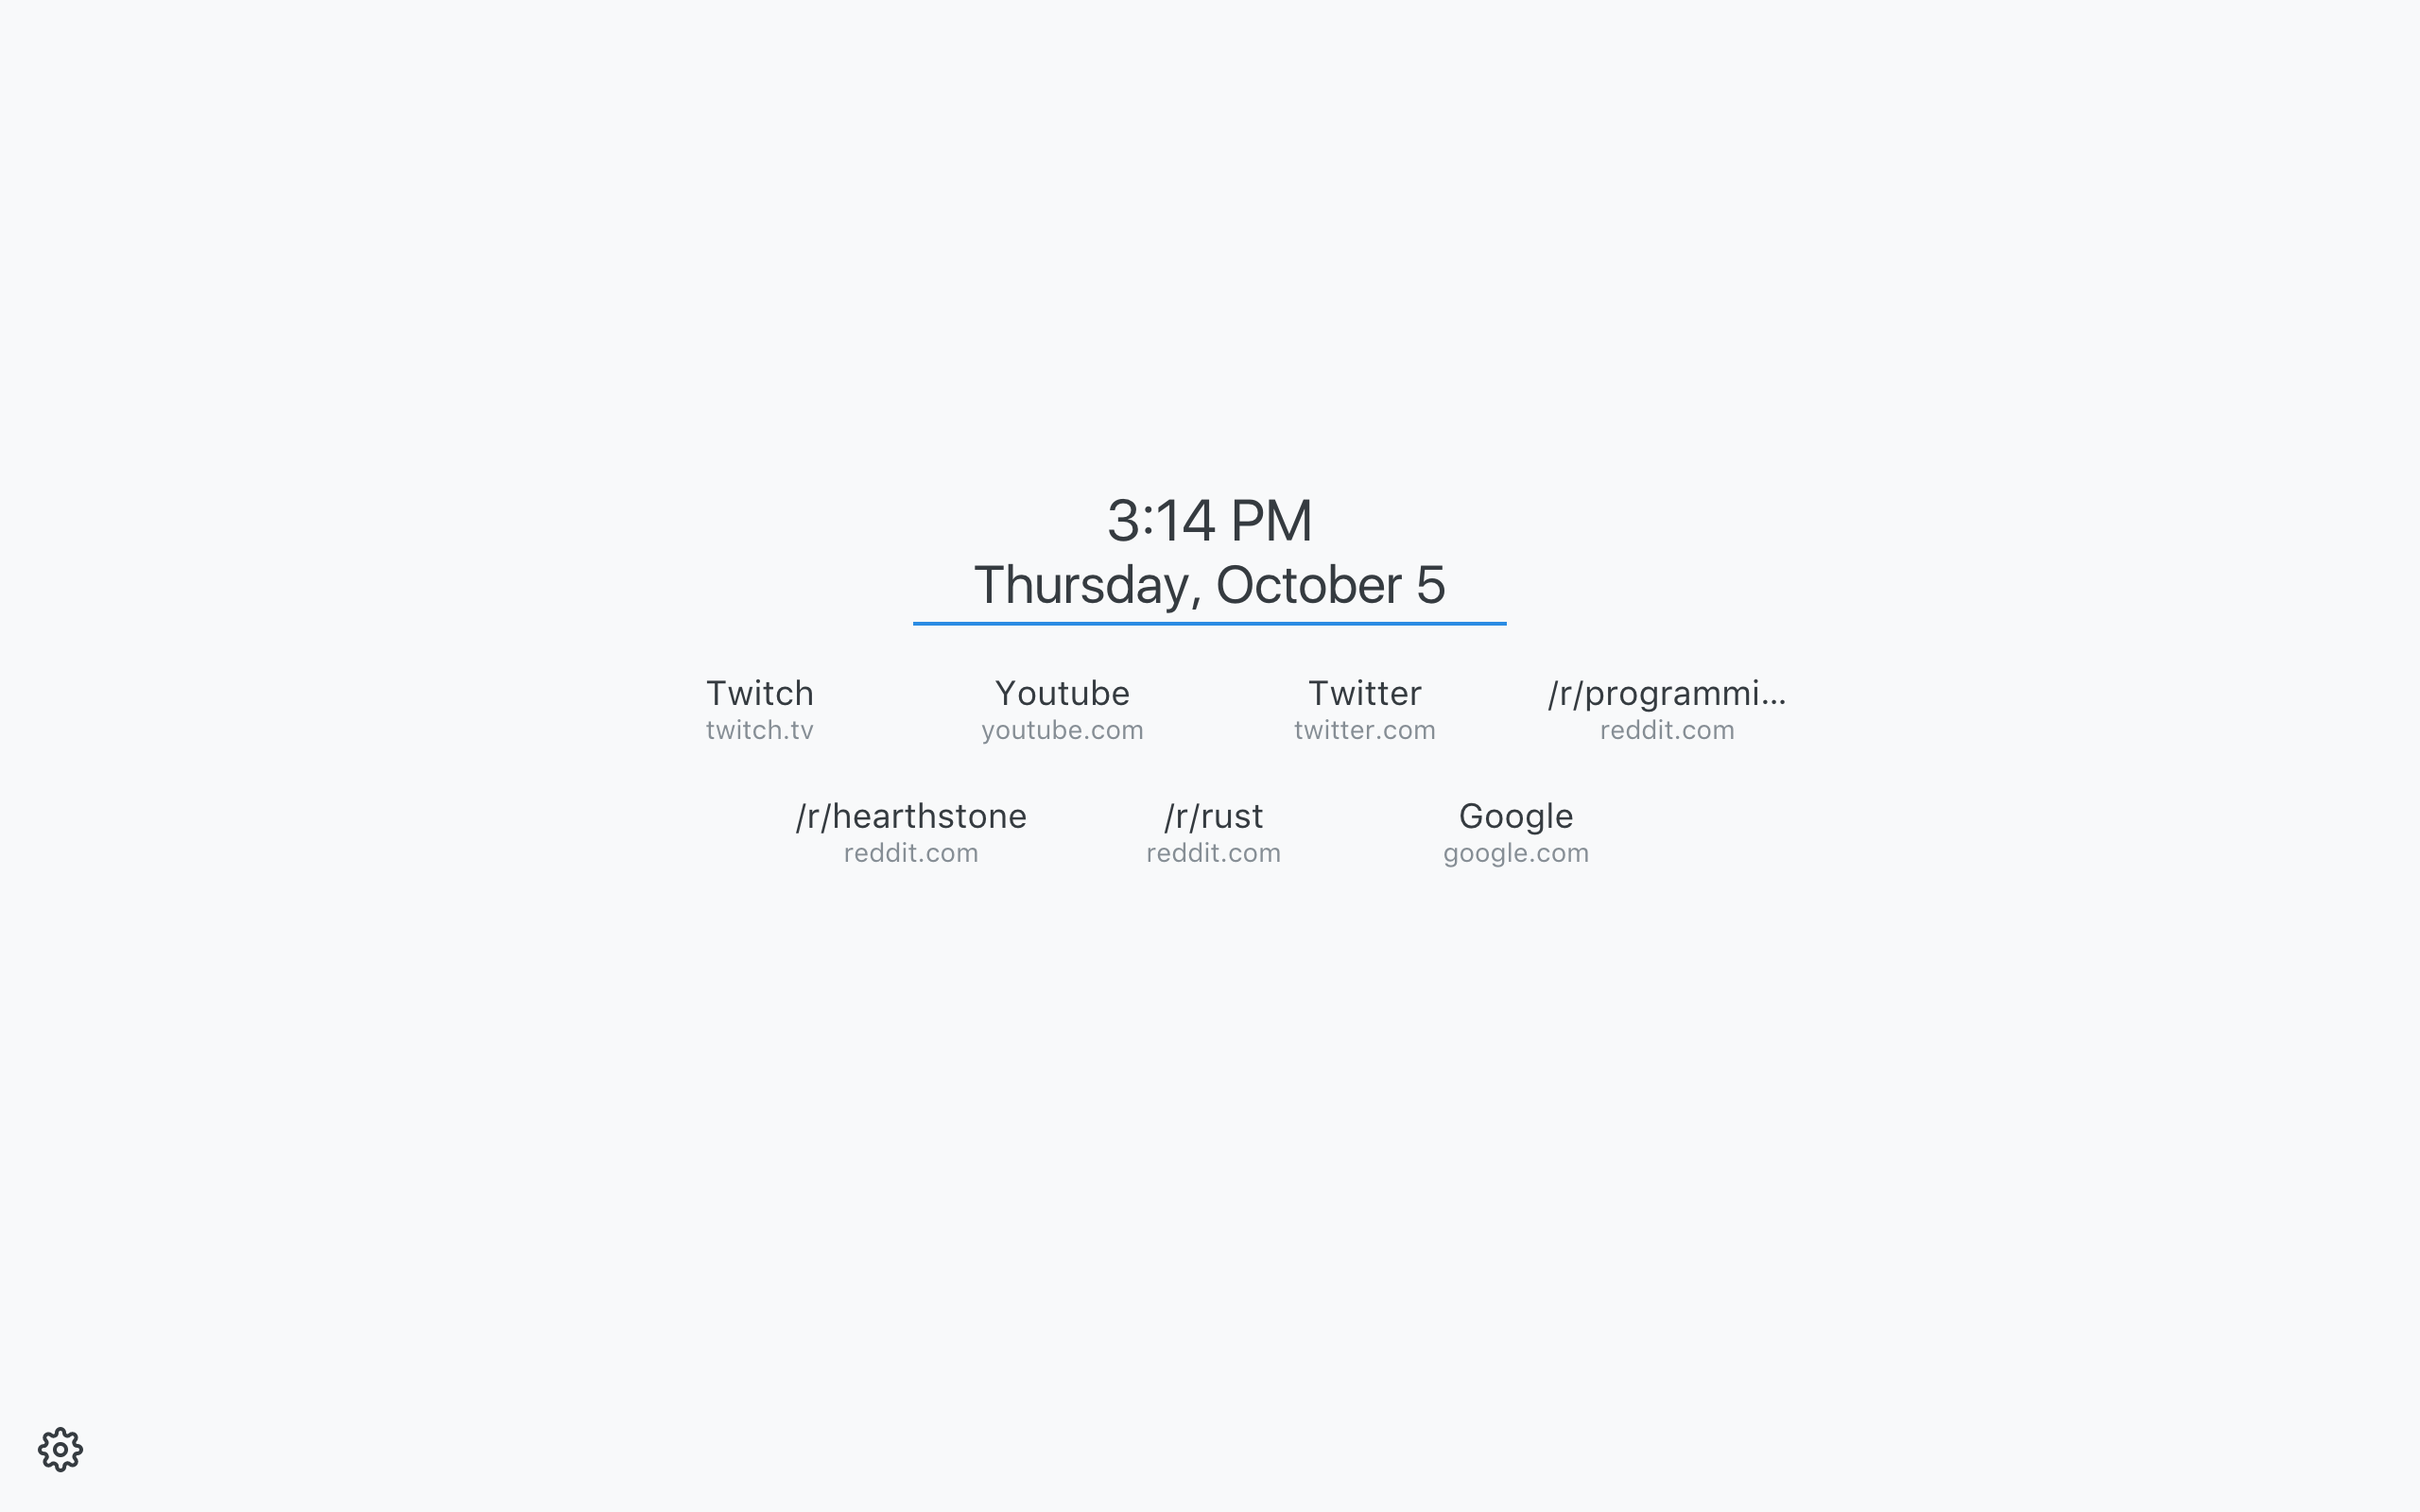 3:14 PM
Thursday, October 5
Twitch Youtube Twitter /r/programmi...
twitch.tv youtube.com twitter.com reddit.com
/r/hearthstone /r/rust Google
reddit.com reddit.com google.com